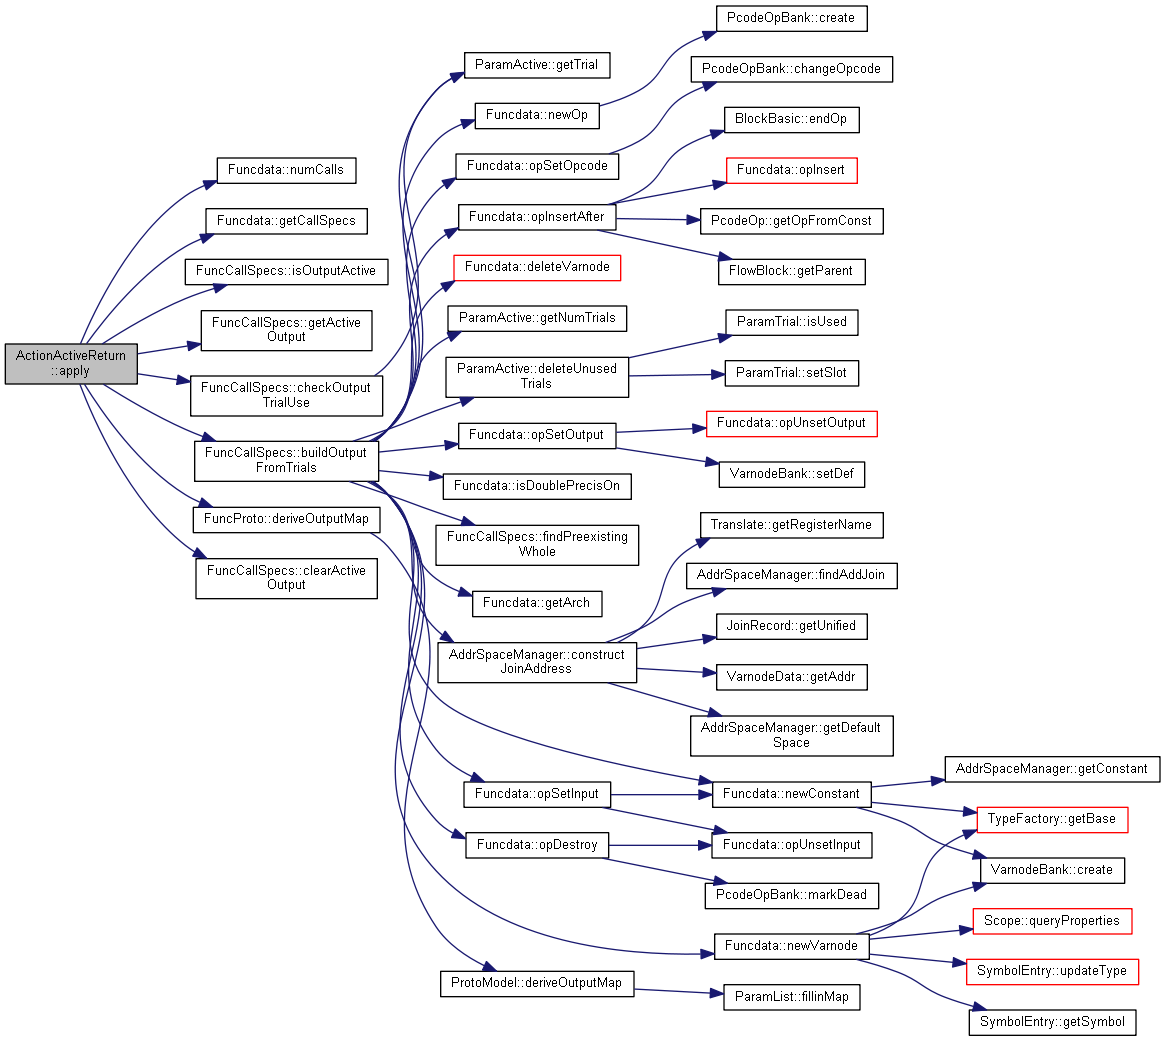 PcodeOpBank::create
ParamActive::getTrial
PcodeOpBank::changeOpcode
Funcdata::newOp
BlockBasic::endOp
Funcdata::numCalls
Funcdata::opSetOpcode
Funcdata::opInsert
Funcdata::getCallSpecs
Funcdata::opInsertAfter
PcodeOp::getOpFromConst
FuncCallSpecs::isOutputActive
Funcdata::deleteVarnode
FlowBlock::getParent
FuncCallSpecs::getActive
Output
ParamActive::getNumTrials
ParamTrial::isUsed
ActionActiveReturn
::apply
FuncCallSpecs::checkOutput
TrialUse
ParamActive::deleteUnused
Trials
ParamTrial::setSlot
FuncCallSpecs::buildOutput
FromTrials
Funcdata::opSetOutput
Funcdata::opUnsetOutput
Funcdata::isDoublePrecisOn
VarnodeBank::setDef
FuncProto::deriveOutputMap
FuncCallSpecs::findPreexisting
Whole
Translate::getRegisterName
FuncCallSpecs::clearActive
Output
Funcdata::getArch
AddrSpaceManager::findAddJoin
AddrSpaceManager::construct
JoinAddress
JoinRecord::getUnified
VarnodeData::getAddr
AddrSpaceManager::getDefault
Space
Funcdata::opSetInput
Funcdata::newConstant
AddrSpaceManager::getConstant
TypeFactory::getBase
Funcdata::opDestroy
Funcdata::opUnsetInput
VarnodeBank::create
PcodeOpBank::markDead
Scope::queryProperties
Funcdata::newVarnode
SymbolEntry::updateType
ProtoModel::deriveOutputMap
ParamList::fillinMap
SymbolEntry::getSymbol